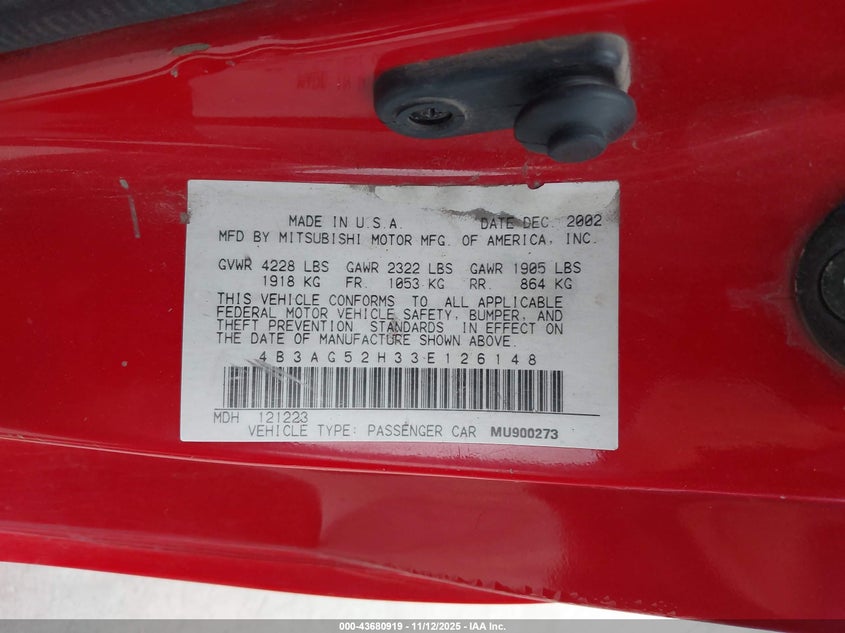 MADE IN U.S.A. DATE DEC. 2002
MFD BY MITSUBISHI MOTOR MFG. OF AMERICA, INC.
GVWR 4228 LBS GAWR 2322 LBS GAWR 1905 LBS
1918 KG FR. 1053 KG RR. 864 KG
THIS VEHICLE CONFORMS TO ALL APPLICABLE
FEDERAL MOTOR VEHICLE SAFETY, BUMPER, AND
THEFT PREVENTION STANDARDS IN EFFECT ON
THE DATE OF MANUFACTURE SHOWN ABOVE.
4B3AG52H33E126148
MDH 121223
VEHICLE TYPE: PASSENGER CAR MU900273
000-43680919 - 11/12/2025 - IAA Inc.